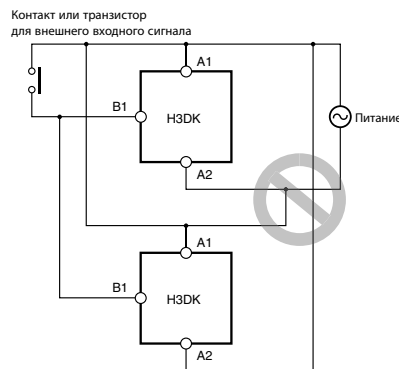 Контакт или транзистор
для внешнего входного сигнала
A1
B1
H3DK
Питание
A2
A1
B1
H3DK
A2